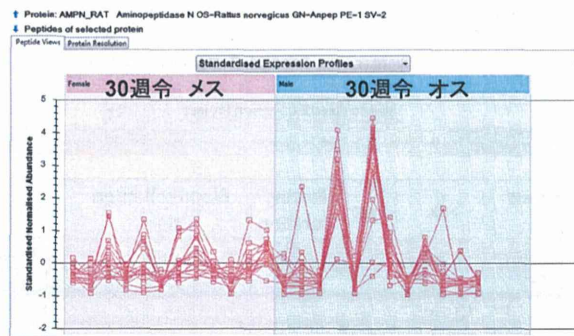 Protein: AMPN_RAT Aminopeptidase N OS=Rattus norvegicus GN=Anpep PE=1 SV=2
Peptides of selected protein
Peptide Views
Protein Resolution
Standardised Expression Profiles
Female
30週令 メス
Male
30週令 オス
Standardised Normalised Abundance
5
4
3
2
1
0
-1
-2